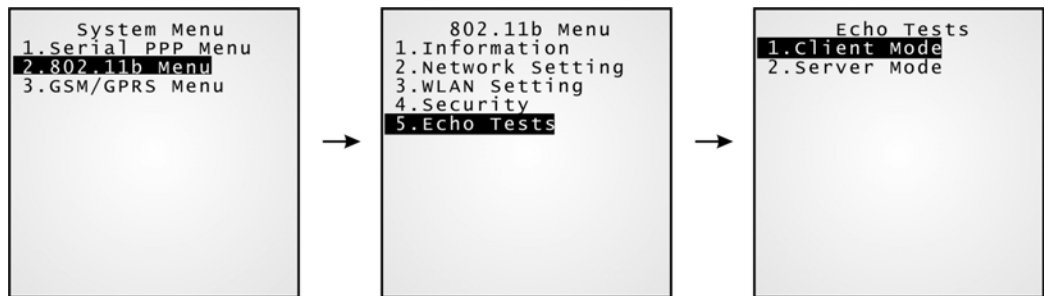 System Menu
1.Serial PPP Menu
2.802.11b Menu
3.GSM/GPRS Menu
802.11b Menu
1.Information
2.Network Setting
3.WLAN Setting
4.Security
5.Echo Tests
Echo Tests
1.Client Mode
2.Server Mode